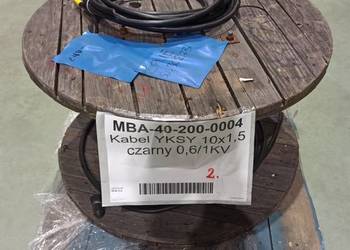 MBA-40-200-0004
Kabel YKSY 10x1,5
czarny 0,6/1KV
2.